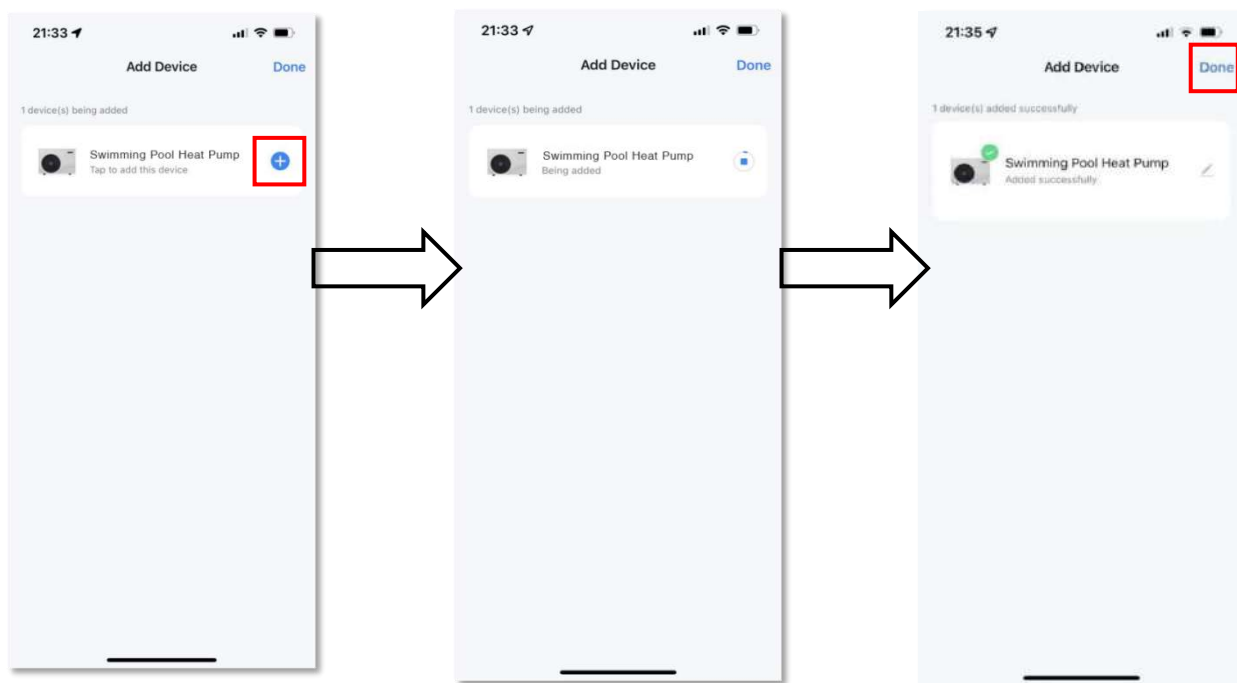 21:33
Add Device
Done
1 device(s) being added
Swimming Pool Heat Pump
Tap to add this device
21:33
Add Device
Done
1 device(s) being added
Swimming Pool Heat Pump
Being added
21:35
Add Device
Done
1 device(s) added successfully
Swimming Pool Heat Pump
Added successfully